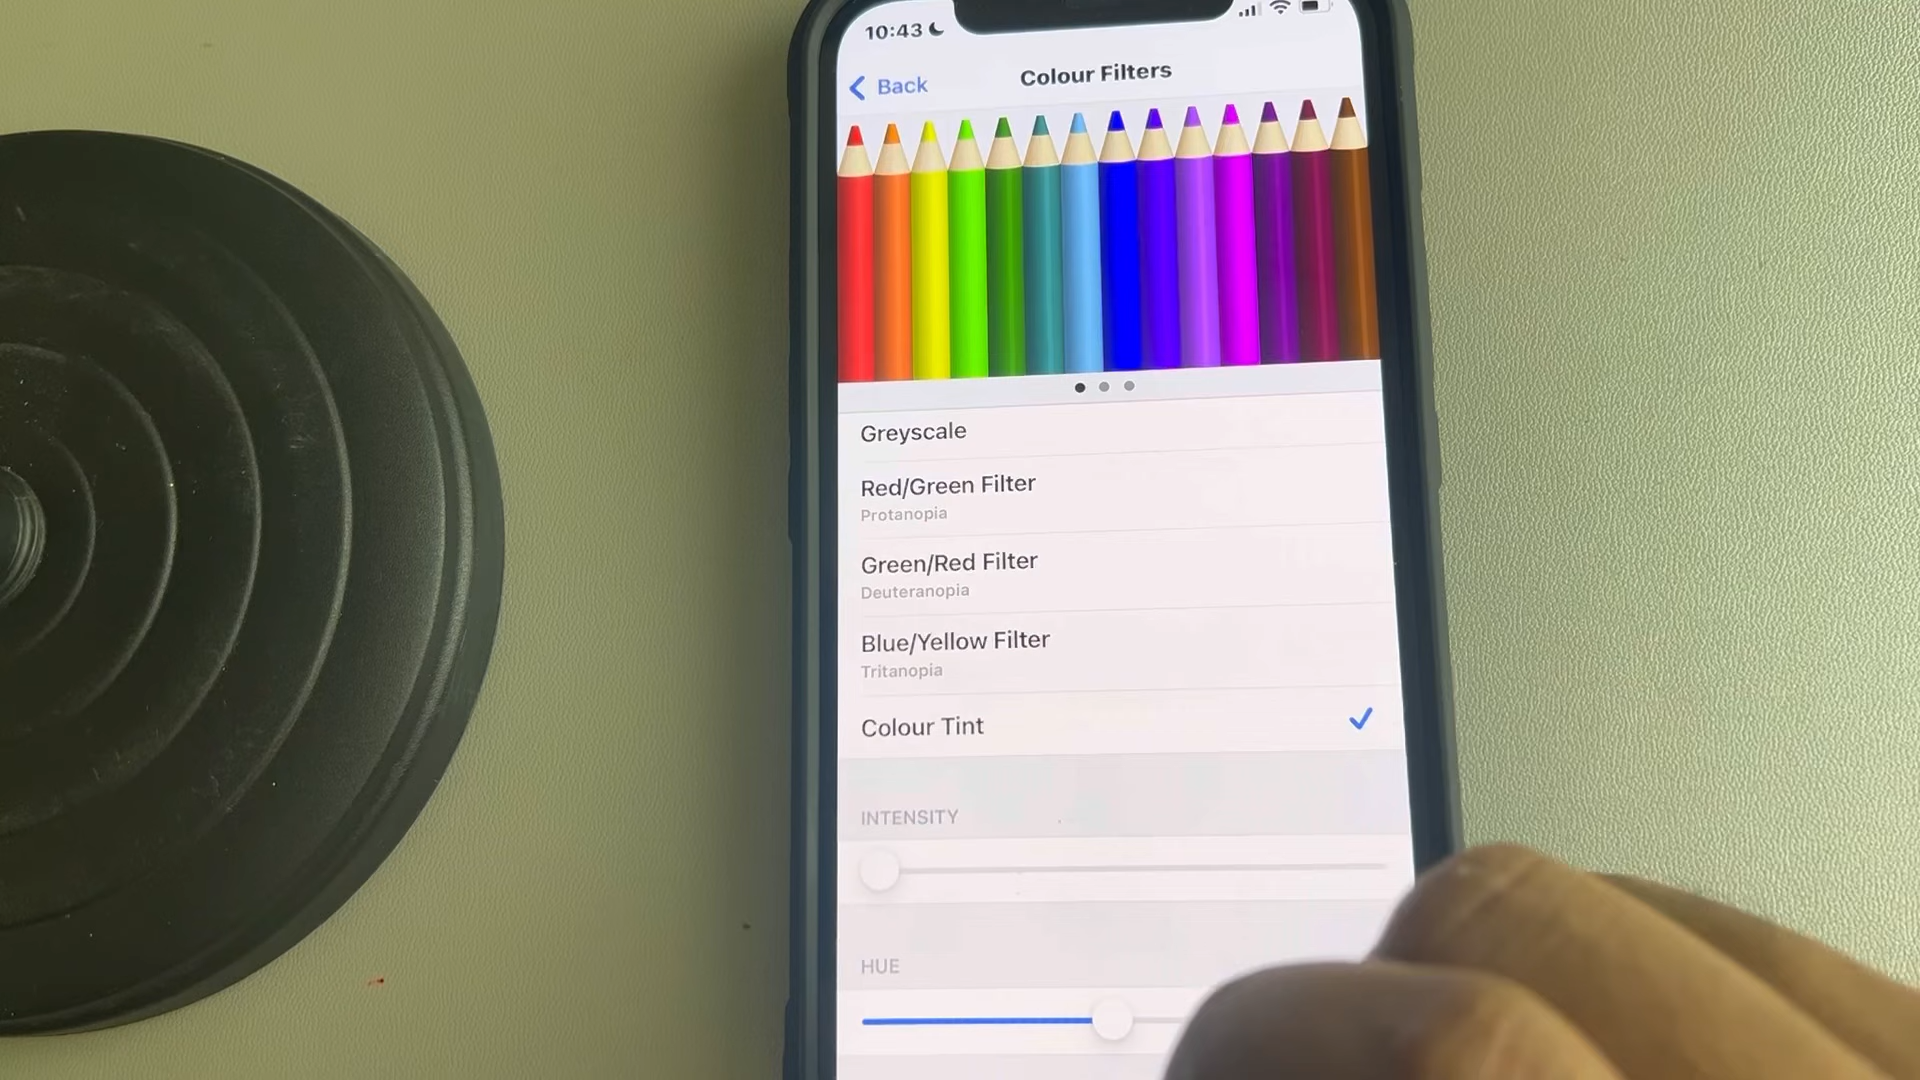 10:43
Back
Colour Filters
Greyscale
Red/Green Filter
Protanopia
Green/Red Filter
Deuteranopia
Blue/Yellow Filter
Tritanopia
Colour Tint
INTENSITY
HUE